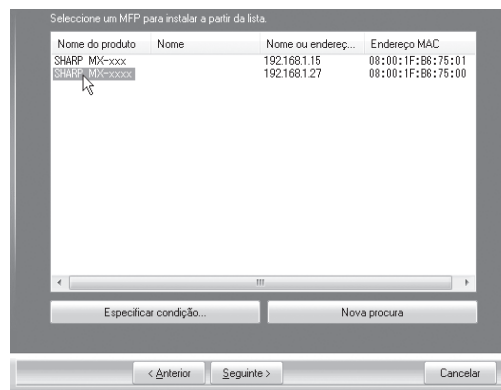 Seleccione um MFP para instalar a partir da lista.
Nome do produto Nome Nome ou endereç... Endereço MAC
SHARP MX-xxx 192.168.1.15 08:00:1F:B6:75:01
SHARP MX-xxxx 192.168.1.27 08:00:1F:B6:75:00
Especificar condição... Nova procura
< Anterior Seguinte > Cancelar